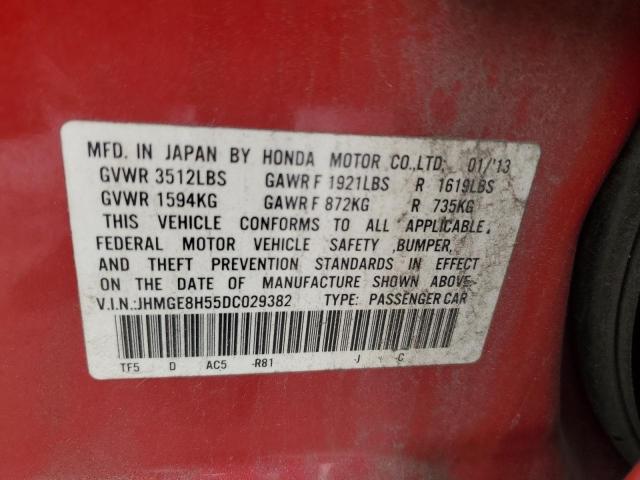 MFD. IN JAPAN BY HONDA MOTOR CO.,LTD. 01/'13
GVWR 3512LBS GAWR F 1921LBS R 1619LBS
GVWR 1594KG GAWR F 872KG R 735KG
THIS VEHICLE CONFORMS TO ALL APPLICABLE
FEDERAL MOTOR VEHICLE SAFETY ,BUMPER,
AND THEFT PREVENTION STANDARDS IN EFFECT
ON THE DATE OF MANUFACTURE SHOWN ABOVE.
V.I.N.:JHMGE8H55DC029382 TYPE: PASSENGER CAR
TF5 D AC5 -R81 -J -C